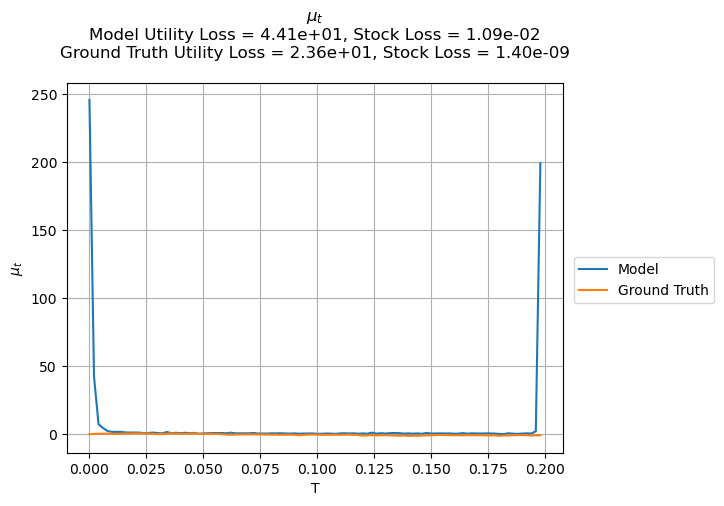 μₜ
Model Utility Loss = 4.41e+01, Stock Loss = 1.09e-02
Ground Truth Utility Loss = 2.36e+01, Stock Loss = 1.40e-09
250
200
150
100
50
0
μₜ
Model
Ground Truth
0.000 0.025 0.050 0.075 0.100 0.125 0.150 0.175 0.200
T